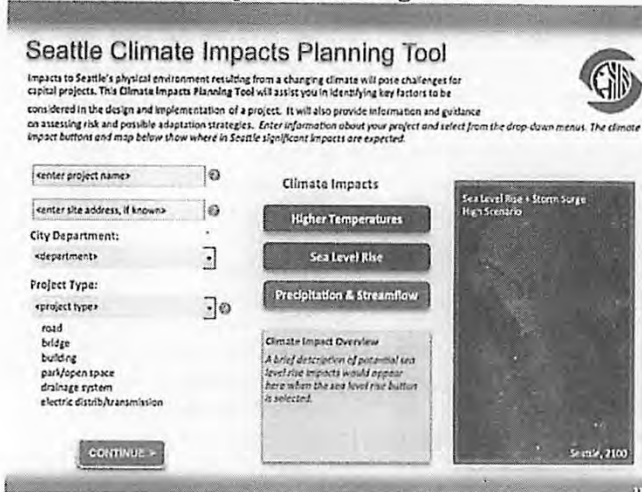 Seattle Climate Impacts Planning Tool
Impacts to Seattle's physical environment resulting from a changing climate will pose challenges for
capital projects. This Climate Impacts Planning Tool will assist you in identifying key factors to be
considered in the design and implementation of a project. It will also provide information and guidance
on assessing risk and possible adaptation strategies. Enter information about your project and select from the drop-down menus. The climate
impact buttons and map below show where in Seattle significant impacts are expected.
<enter project name>
<enter site address, if known>
City Department:
<department>
Project Type:
<project type>
road
bridge
building
park/open space
drainage system
electric distrib/transmission
CONTINUE >
Climate Impacts
Higher Temperatures
Sea Level Rise
Precipitation & Streamflow
Climate Impact Overview
A brief description of potential sea
level rise impacts would appear
here when the sea level rise button
is selected.
Sea Level Rise + Storm Surge
High Scenario
Seattle, 2100